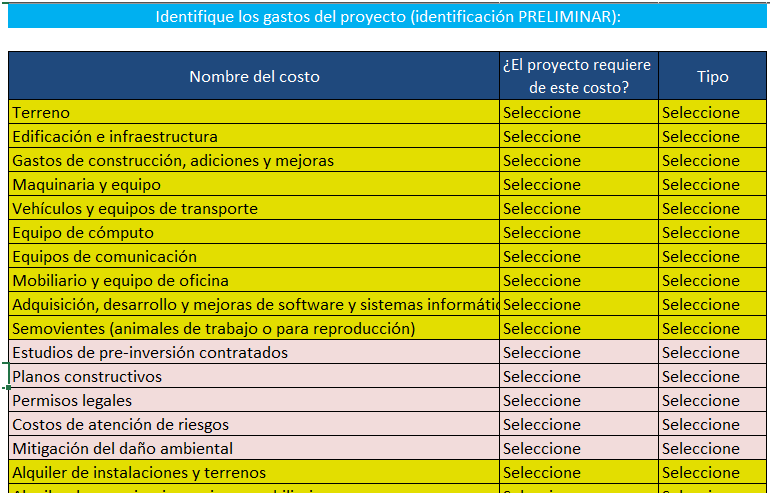 Identifique los gastos del proyecto (identificación PRELIMINAR):
Nombre del costo ¿El proyecto requiere de este costo? Tipo
Terreno Seleccione Seleccione
Edificación e infraestructura Seleccione Seleccione
Gastos de construcción, adiciones y mejoras Seleccione Seleccione
Maquinaria y equipo Seleccione Seleccione
Vehículos y equipos de transporte Seleccione Seleccione
Equipo de cómputo Seleccione Seleccione
Equipos de comunicación Seleccione Seleccione
Mobiliario y equipo de oficina Seleccione Seleccione
Adquisición, desarrollo y mejoras de software y sistemas informátic Seleccione Seleccione
Semovientes (animales de trabajo o para reproducción) Seleccione Seleccione
Estudios de pre-inversión contratados Seleccione Seleccione
Planos constructivos Seleccione Seleccione
Permisos legales Seleccione Seleccione
Costos de atención de riesgos Seleccione Seleccione
Mitigación del daño ambiental Seleccione Seleccione
Alquiler de instalaciones y terrenos Seleccione Seleccione